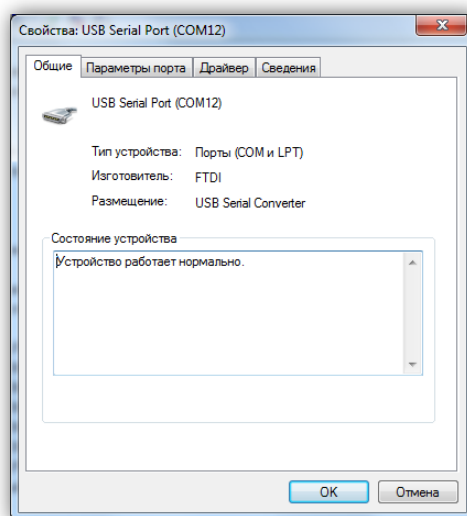 Свойства: USB Serial Port (COM12)
Общие Параметры порта Драйвер Сведения
USB Serial Port (COM12)
Тип устройства: Порты (COM и LPT)
Изготовитель: FTDI
Размещение: USB Serial Converter
Состояние устройства
Устройство работает нормально.
OK Отмена